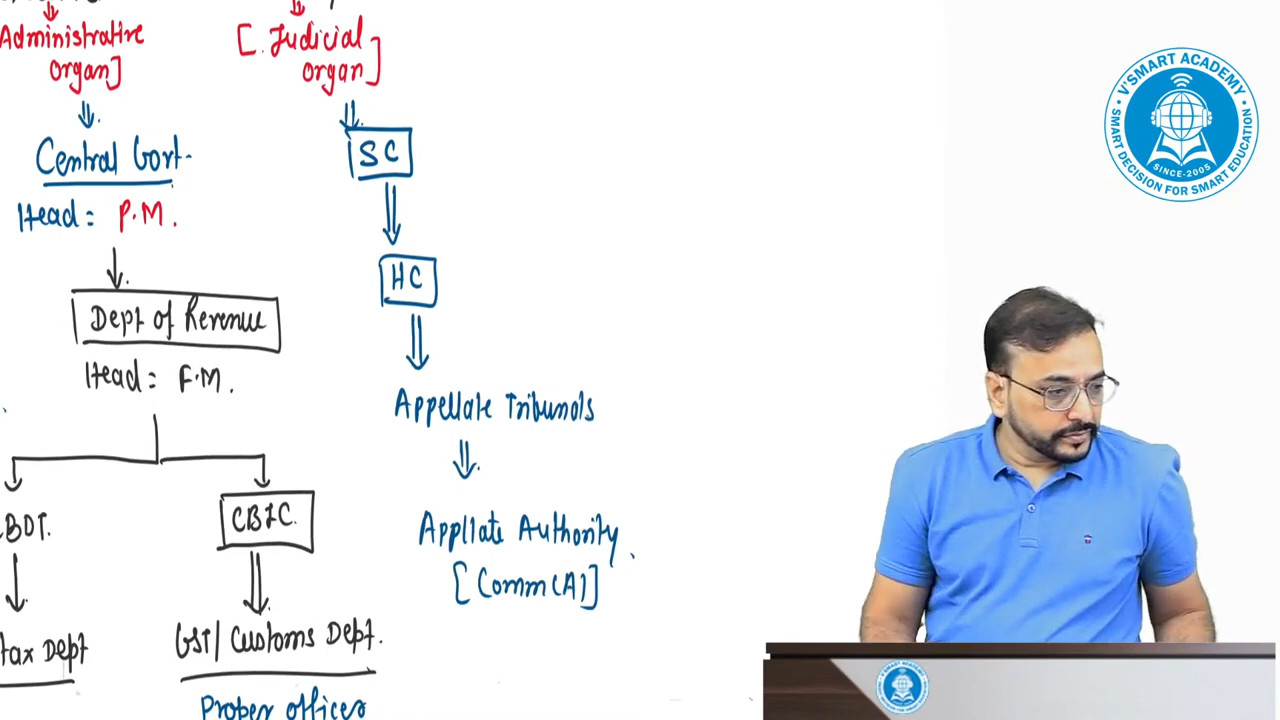 Administrative
Organ]
Central Govt.
Head = P.M.
Dept of Revenue
Head = F.M.
BDT.
CBIC.
tax Dept
GST/ Customs Dept.
Proper officer
[. Judicial
organ]
SC
HC
Appellate Tribunals
Appllate Authority
[Comm(A)]
V'SMART ACADEMY
SINCE-2005
SMART DECISION FOR SMART EDUCATION